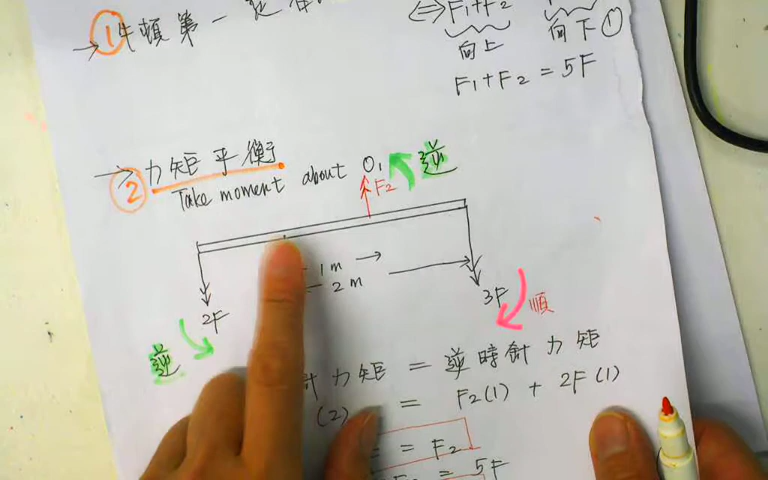 → ① 牛頓第一定律
⇔ F₁+F₂
向上
向下 ①
F₁+F₂ = 5F
→ ② 力矩平衡
Take moment about O₁
逆
F₂
1m →
2m
2F
3F
順
逆
針力矩 = 逆時針力矩
(2) = F₂(1) + 2F(1)
= F₂
= 5F